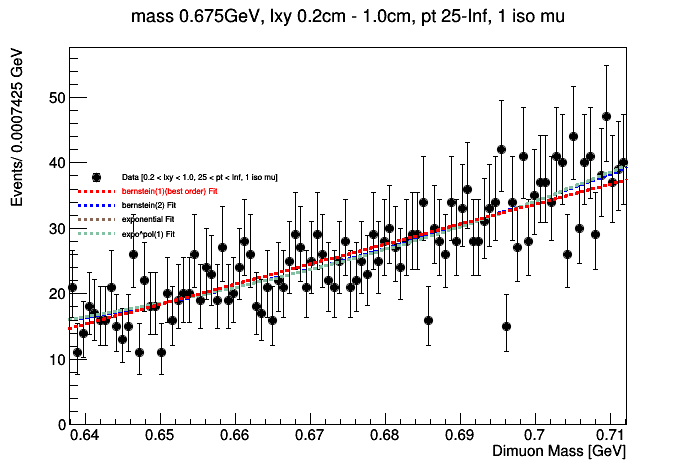 mass 0.675GeV, lxy 0.2cm - 1.0cm, pt 25-Inf, 1 iso mu
Events/ 0.0007425 GeV
50
40
30
20
10
0
Data [0.2 < lxy < 1.0, 25 < pt < Inf, 1 iso mu]
bernstein(1)(best order) Fit
bernstein(2) Fit
exponential Fit
expo*pol(1) Fit
0.64 0.65 0.66 0.67 0.68 0.69 0.7 0.71
Dimuon Mass [GeV]